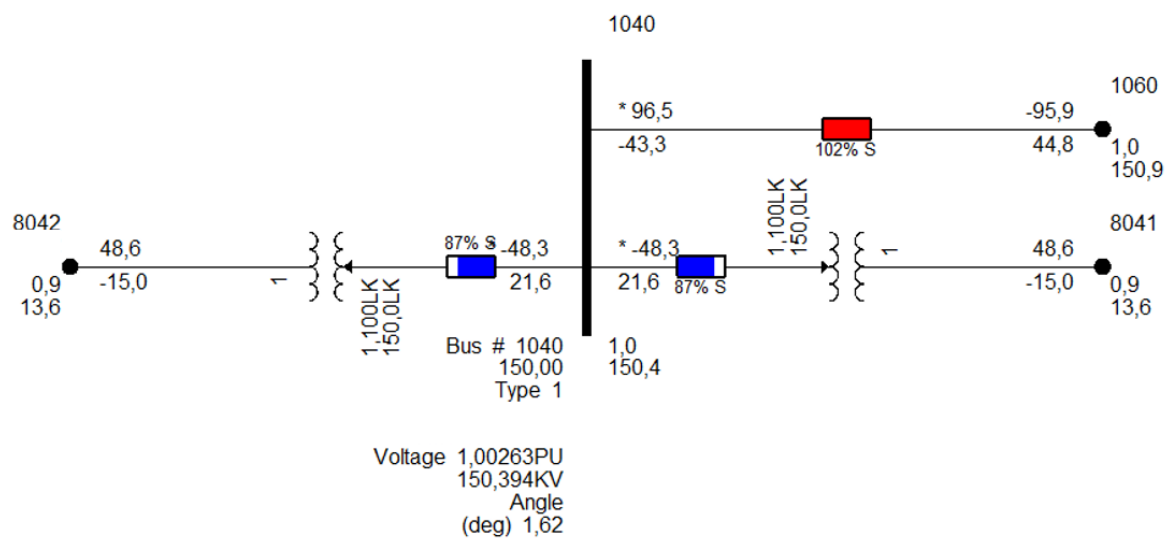 1040
1060
* 96,5
-95,9
-43,3
102% S
44,8
1,0
150,9
1,100LK
150,0LK
8042
8041
48,6
87% S
* -48,3
* -48,3
1
48,6
0,9
-15,0
1
21,6
21,6
87% S
-15,0
0,9
13,6
13,6
1,100LK
150,0LK
Bus # 1040
1,0
150,00
150,4
Type 1
Voltage 1,00263PU
150,394KV
Angle
(deg) 1,62